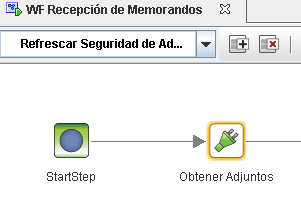 WF Recepción de Memorandos
Refrescar Seguridad de Ad...
StartStep
Obtener Adjuntos